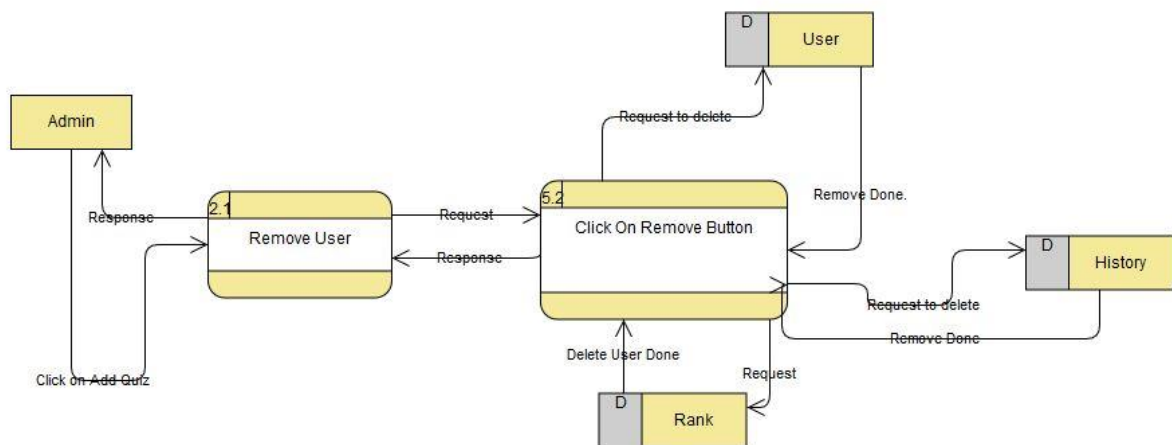 D
User
Admin
Request to delete
Response
2.1
Request
5.2
Remove Done.
Remove User
Click On Remove Button
Response
D
History
Request to delete
Remove Done
Delete User Done
Click on Add Quiz
Request
D
Rank